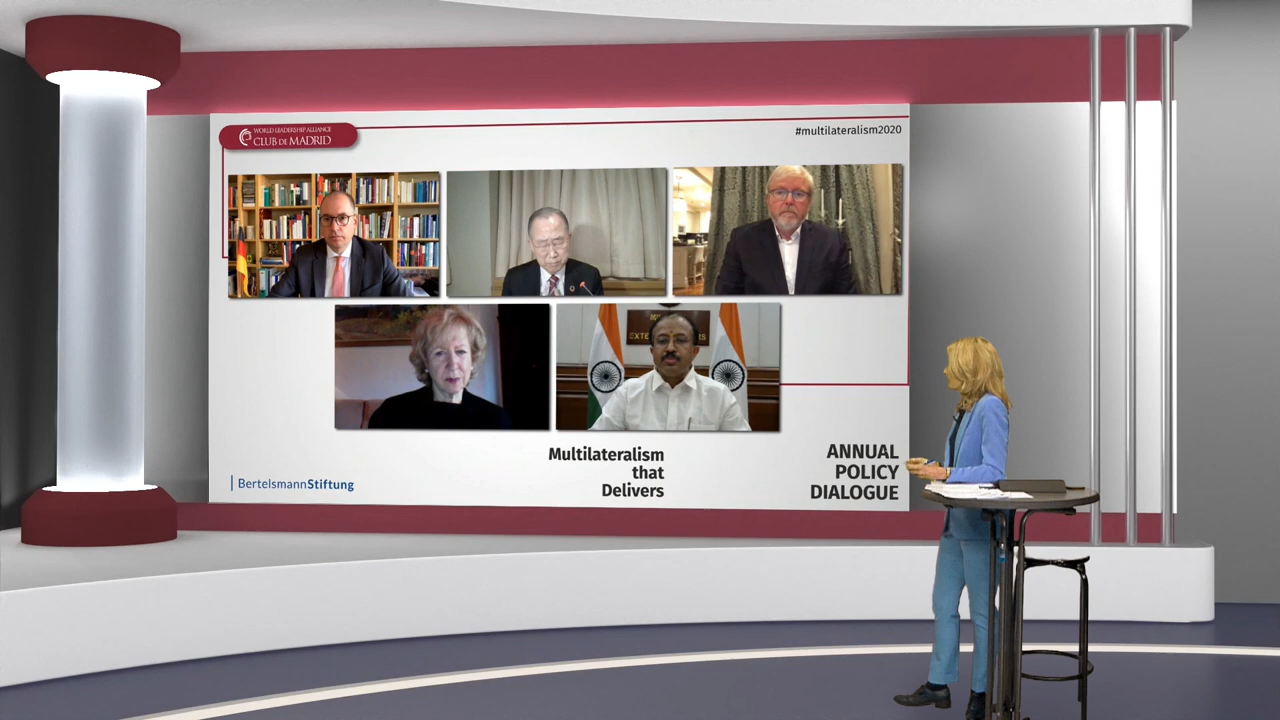 WORLD LEADERSHIP ALLIANCE
CLUB DE MADRID
#multilateralism2020
Multilateralism
that
Delivers
ANNUAL
POLICY
DIALOGUE
BertelsmannStiftung